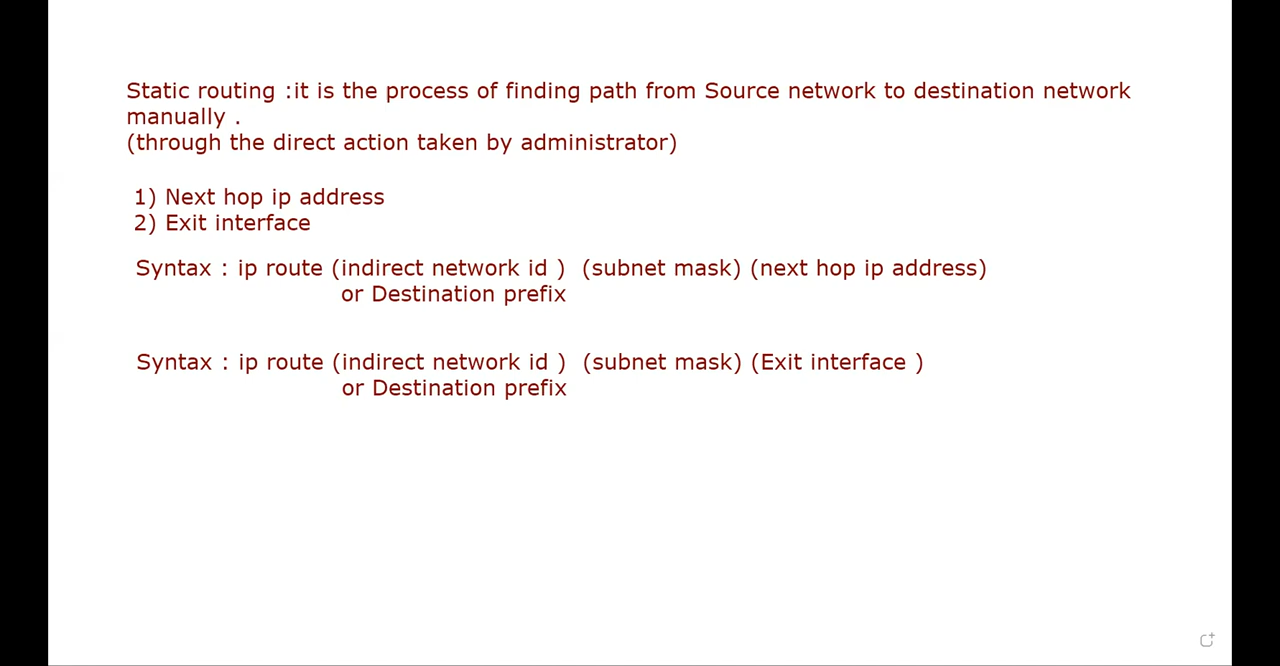 Static routing :it is the process of finding path from Source network to destination network
manually .
(through the direct action taken by administrator)
1) Next hop ip address
2) Exit interface
Syntax : ip route (indirect network id )  (subnet mask) (next hop ip address)
or Destination prefix
Syntax : ip route (indirect network id )  (subnet mask) (Exit interface )
or Destination prefix